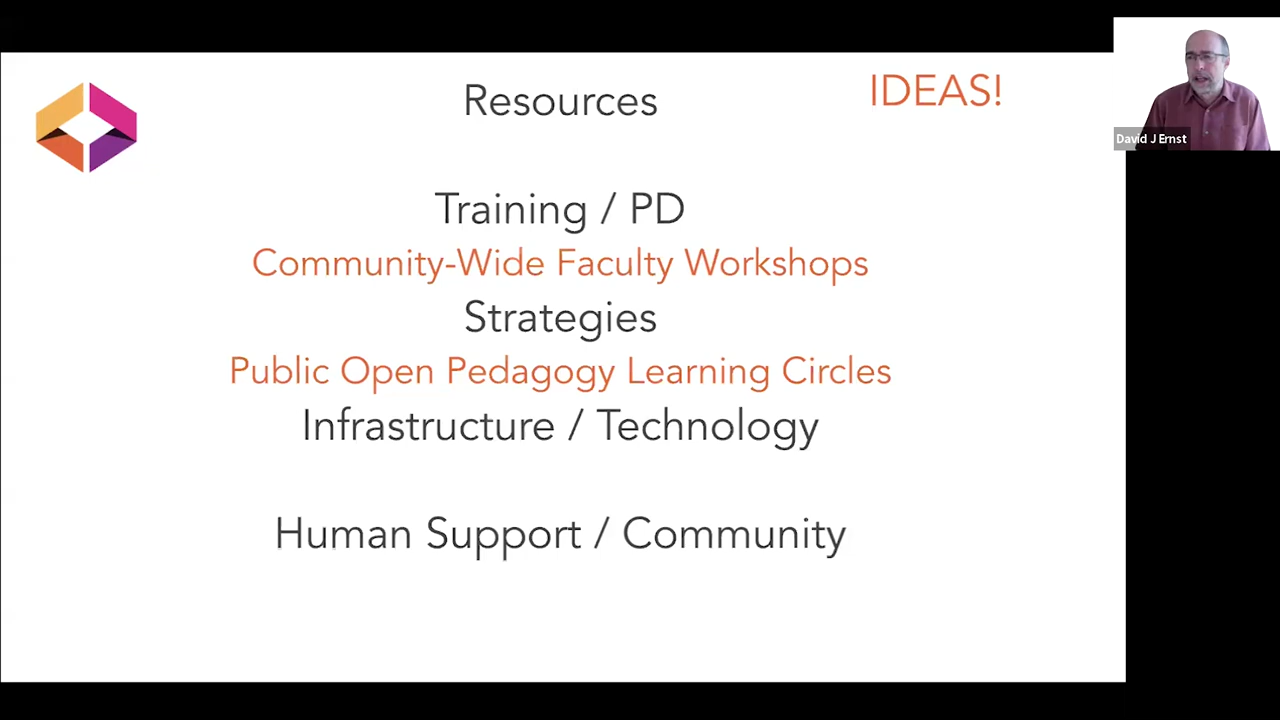 Resources
IDEAS!
Training / PD
Community-Wide Faculty Workshops
Strategies
Public Open Pedagogy Learning Circles
Infrastructure / Technology
Human Support / Community
David J Ernst